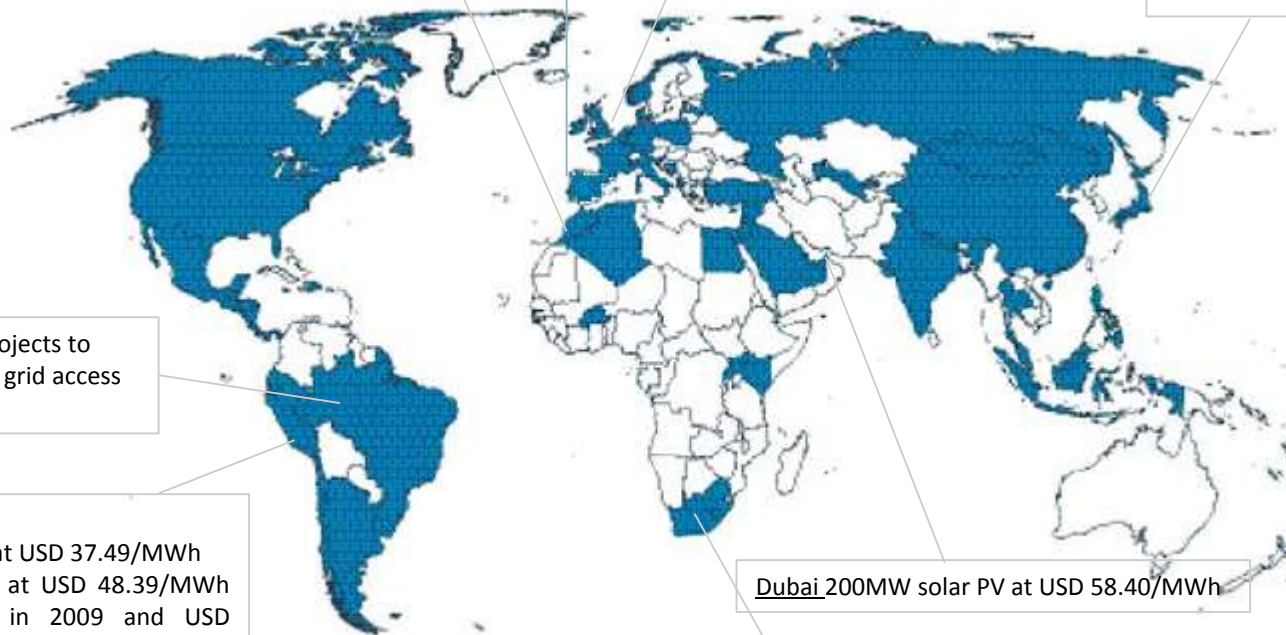 ojects to
grid access
at USD 37.49/MWh
at USD 48.39/MWh
in 2009 and USD
Dubai 200MW solar PV at USD 58.40/MWh